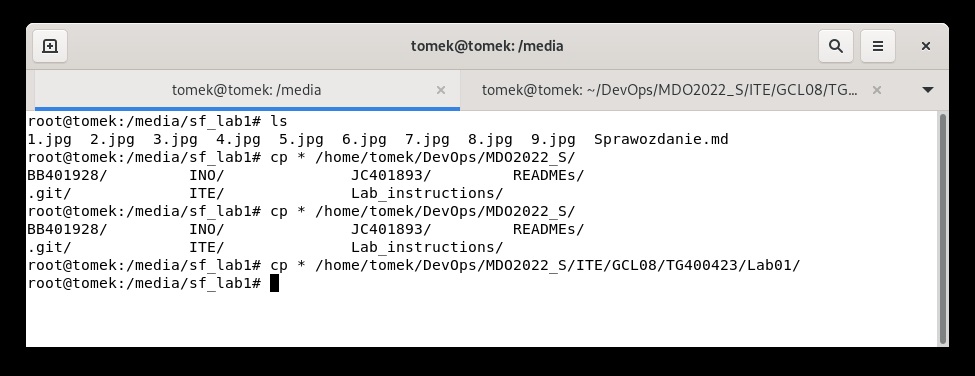 tomek@tomek: /media
tomek@tomek: /media
tomek@tomek: ~/DevOps/MDO2022_S/ITE/GCL08/TG...
root@tomek:/media/sf_lab1# ls
1.jpg  2.jpg  3.jpg  4.jpg  5.jpg  6.jpg  7.jpg  8.jpg  9.jpg  Sprawozdanie.md
root@tomek:/media/sf_lab1# cp * /home/tomek/DevOps/MDO2022_S/
BB401928/         INO/              JC401893/         READMEs/
.git/             ITE/              Lab_instructions/
root@tomek:/media/sf_lab1# cp * /home/tomek/DevOps/MDO2022_S/
BB401928/         INO/              JC401893/         READMEs/
.git/             ITE/              Lab_instructions/
root@tomek:/media/sf_lab1# cp * /home/tomek/DevOps/MDO2022_S/ITE/GCL08/TG400423/Lab01/
root@tomek:/media/sf_lab1#